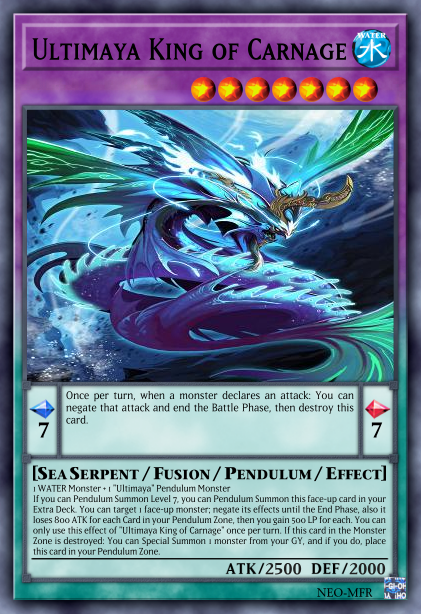 Ultimaya King of Carnage
WATER
水
Once per turn, when a monster declares an attack: You can
negate that attack and end the Battle Phase, then destroy this
card.
7
7
[Sea Serpent / Fusion / Pendulum / Effect]
1 WATER Monster + 1 "Ultimaya" Pendulum Monster
If you can Pendulum Summon Level 7, you can Pendulum Summon this face-up card in your
Extra Deck. You can target 1 face-up monster; negate its effects until the End Phase, also it
loses 800 ATK for each Card in your Pendulum Zone, then you gain 500 LP for each. You can
only use this effect of "Ultimaya King of Carnage" once per turn. If this card in the Monster
Zone is destroyed: You can Special Summon 1 monster from your GY, and if you do, place
this card in your Pendulum Zone.
ATK/2500 DEF/2000
NEO-MFR